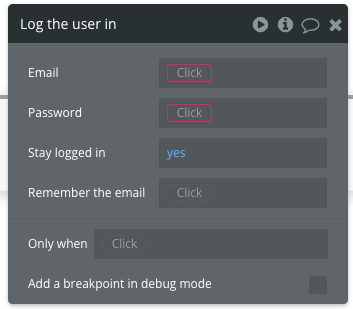 Log the user in
Email Click
Password Click
Stay logged in yes
Remember the email Click
Only when Click
Add a breakpoint in debug mode